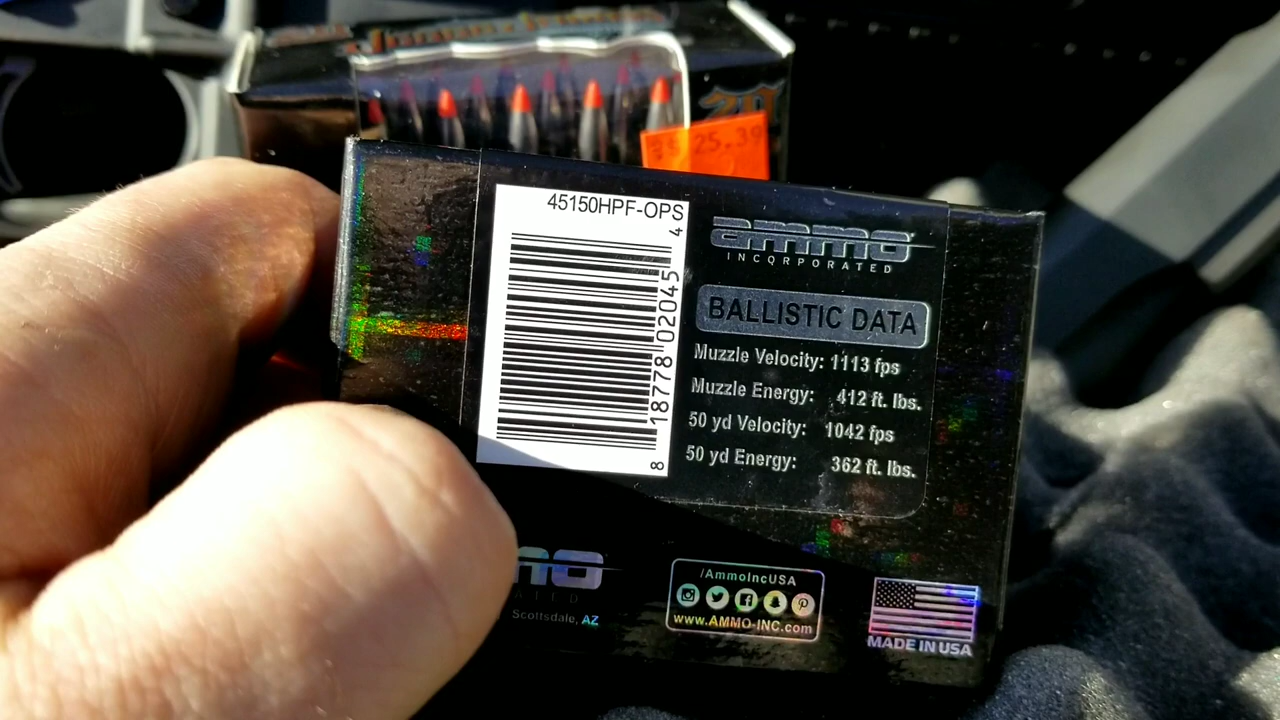 20
25.39
45150HPF-OPS
8 18778 02045 4
ammo
INCORPORATED
BALLISTIC DATA
Muzzle Velocity: 1113 fps
Muzzle Energy: 412 ft. lbs.
50 yd Velocity: 1042 fps
50 yd Energy: 362 ft. lbs.
Scottsdale, AZ
/AmmoIncUSA
www.AMMO-INC.com
MADE IN USA